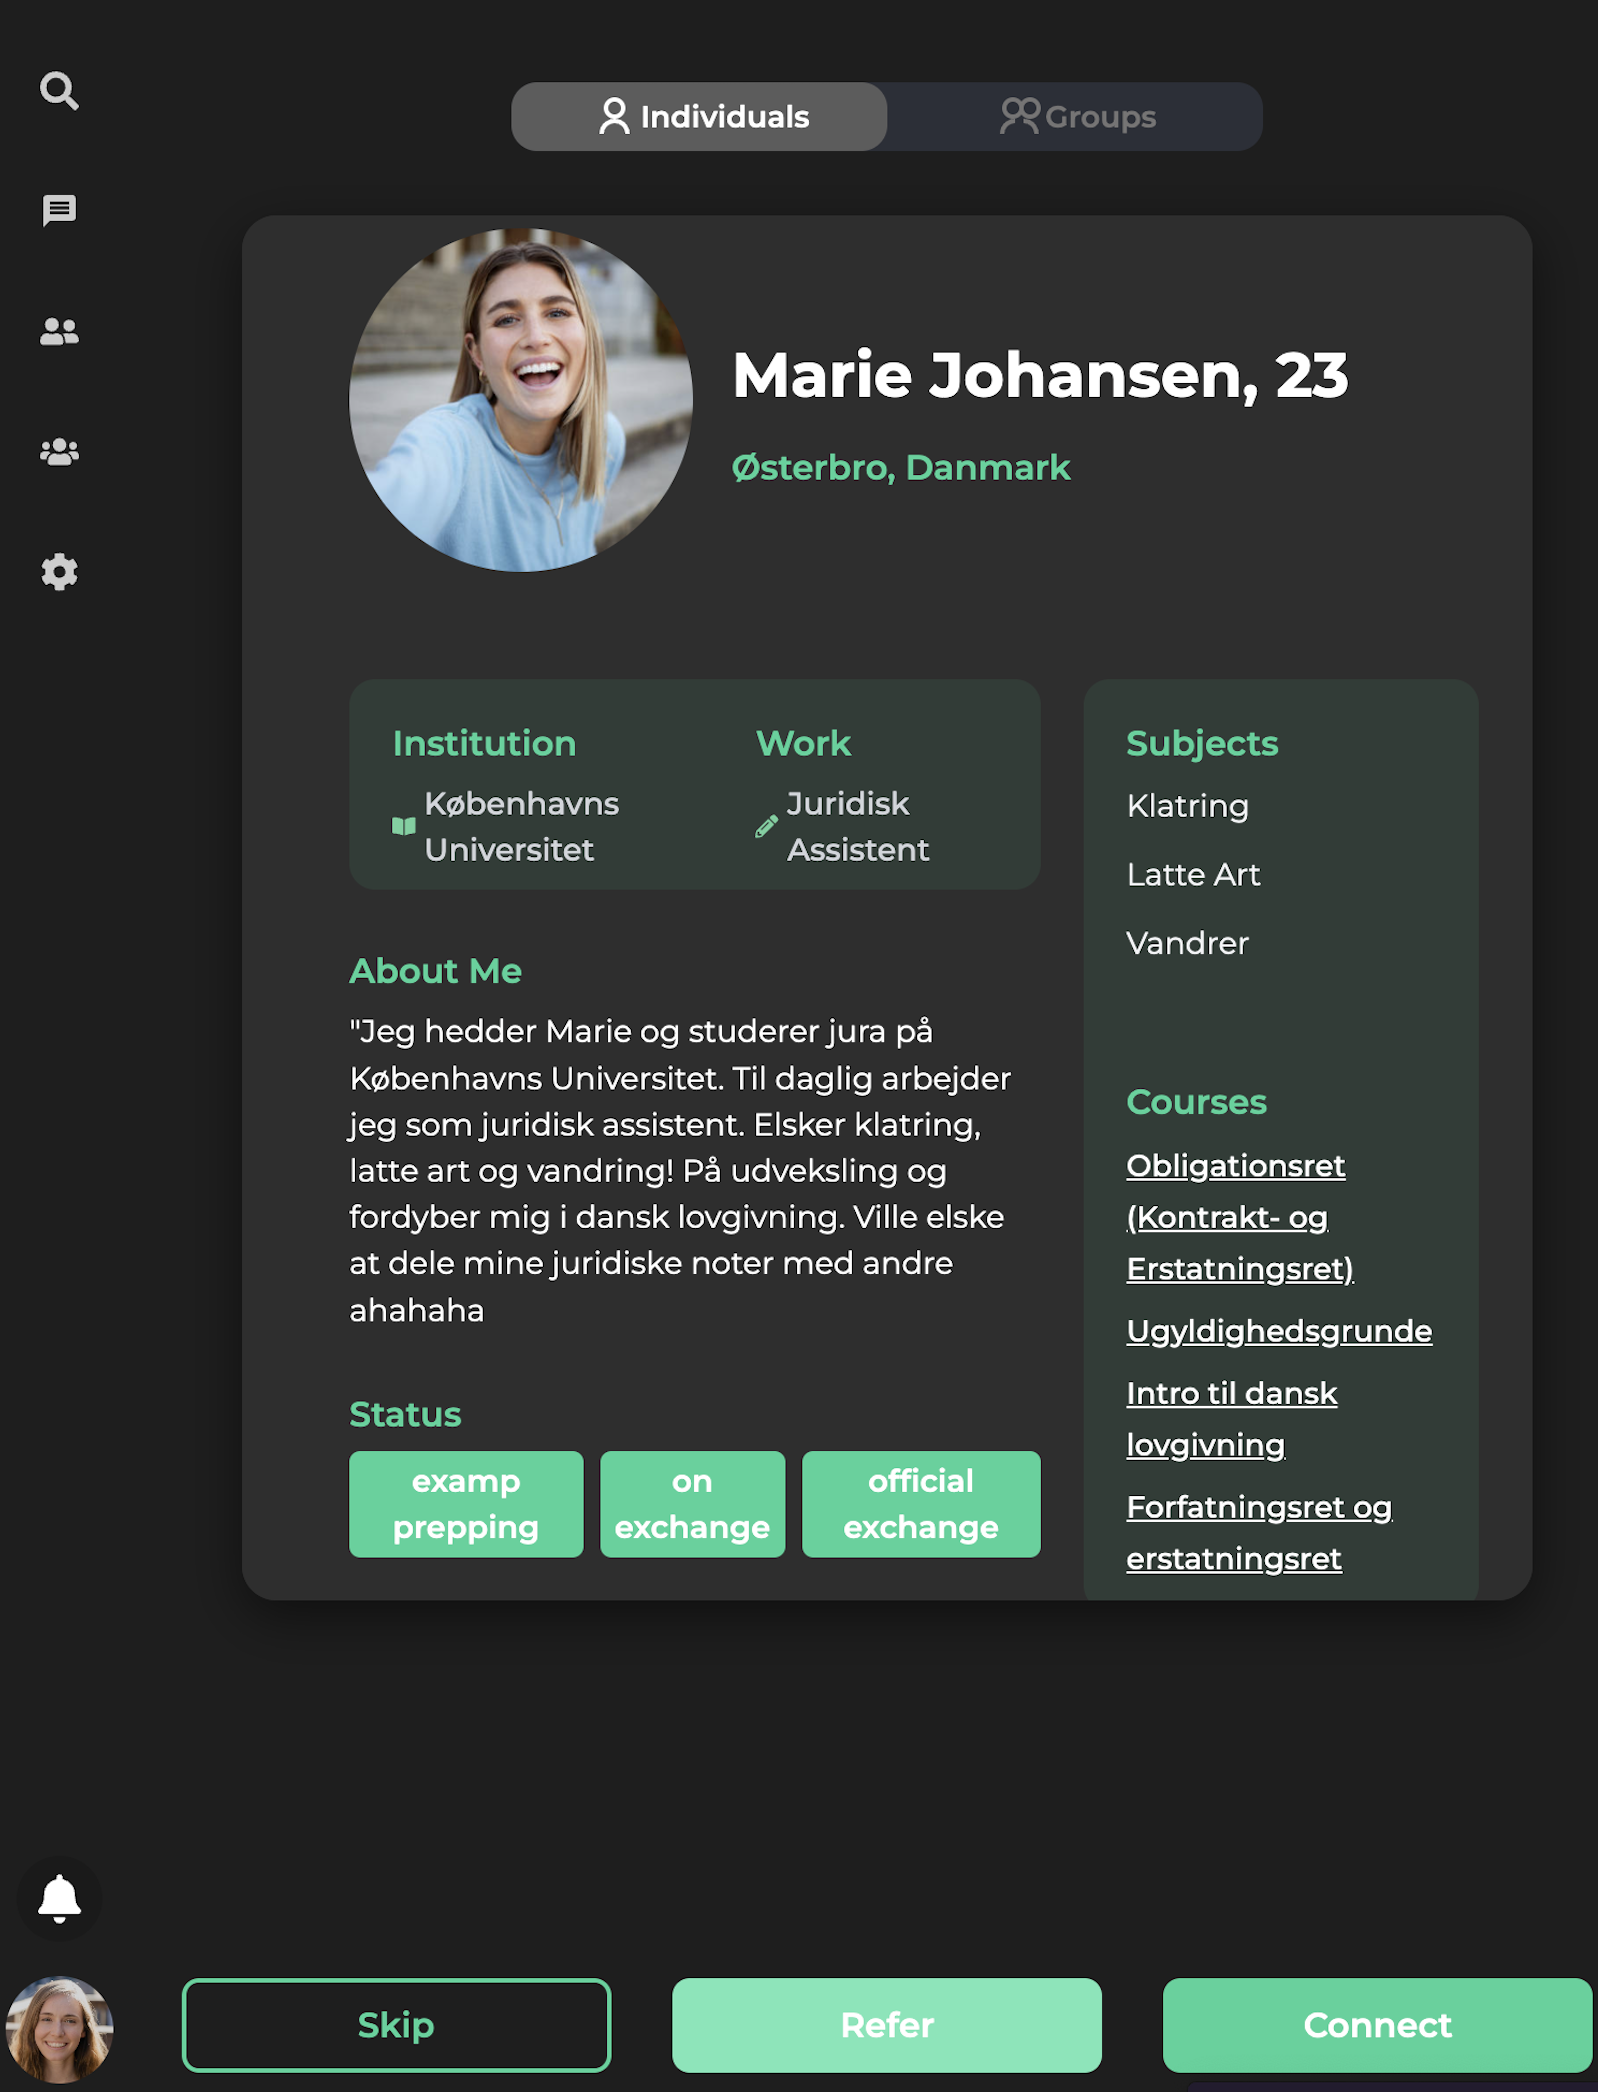 Individuals
Groups
Marie Johansen, 23
Østerbro, Danmark
Institution
Københavns
Universitet
Work
Juridisk
Assistent
About Me
"Jeg hedder Marie og studerer jura på
Københavns Universitet. Til daglig arbejder
jeg som juridisk assistent. Elsker klatring,
latte art og vandring! På udveksling og
fordyber mig i dansk lovgivning. Ville elske
at dele mine juridiske noter med andre
ahahaha
Status
examp
prepping
on
exchange
official
exchange
Subjects
Klatring
Latte Art
Vandrer
Courses
Obligationsret
(Kontrakt- og
Erstatningsret)
Ugyldighedsgrunde
Intro til dansk
lovgivning
Forfatningsret og
erstatningsret
Skip
Refer
Connect